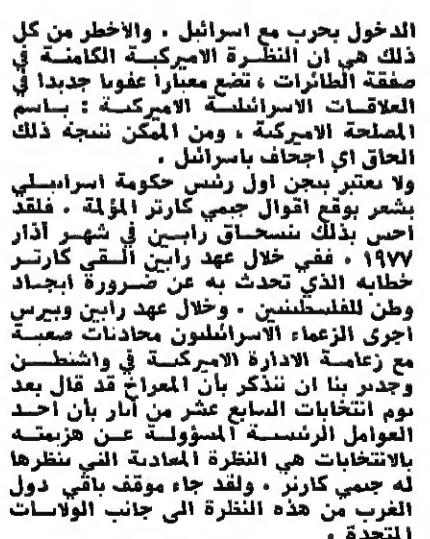 الدخول بحرب مع اسرائيل . والأخطر من كل
ذلك هي ان النظرة الاميركية الكامنة في
صفقة الطائرات ، تضع معيارا عفويا جديدا في
العلاقات الاسرائيلية الاميركية : باسم
المصلحة الاميركية ، ومن الممكن نتيجة ذلك
الحاق اي اجحاف باسرائيل .
ولا يعتبر بيجن اول رئيس حكومة اسرائيلي
يشعر بوقع اقوال جيمي كارتر المؤلمة . فلقد
احس بذلك يتسحاق رابين في شهر آذار
١٩٧٧ . ففي خلال عهد رابين القى كارتر
خطابه الذي تحدث به عن ضرورة ايجاد
وطن للفلسطينيين . وخلال عهد رابين وبيرس
اجرى الزعماء الاسرائيليون محادثات صعبة
مع زعامة الادارة الاميركية في واشنطن
وجدير بنا ان نتذكر بأن المعراخ قد قال بعد
يوم انتخابات السابع عشر من أيار بأن احد
العوامل الرئيسية المسؤولة عن هزيمته
بالانتخابات هي النظرة المعادية التي ينظرها
له جيمي كارتر . ولقد جاء موقف باقي دول
الغرب من هذه النظرة الى جانب الولايات
المتحدة .